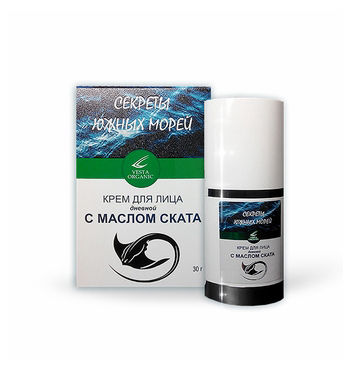 СЕКРЕТЫ
ЮЖНЫХ МОРЕЙ
VESTA
ORGANIC
КРЕМ ДЛЯ ЛИЦА
дневной
С МАСЛОМ СКАТА
30 г
СЕКРЕТЫ
ЮЖНЫХ МОРЕЙ
КРЕМ ДЛЯ ЛИЦА
дневной
С МАСЛОМ СКАТА